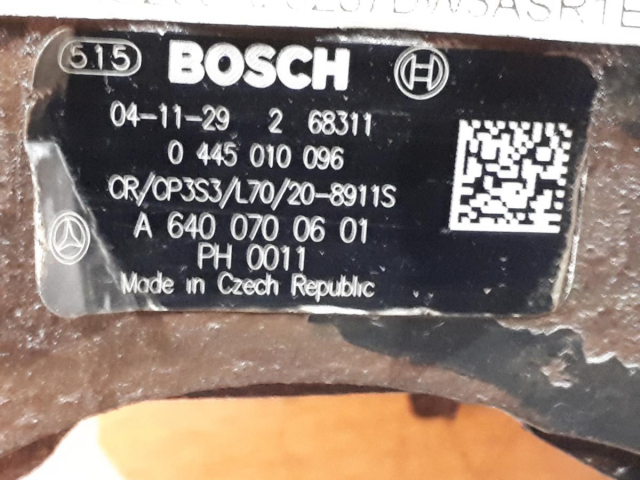 515 BOSCH
04-11-29 2 68311
0 445 010 096
CR/CP3S3/L70/20-8911S
A 640 070 06 01
PH 0011
Made in Czech Republic